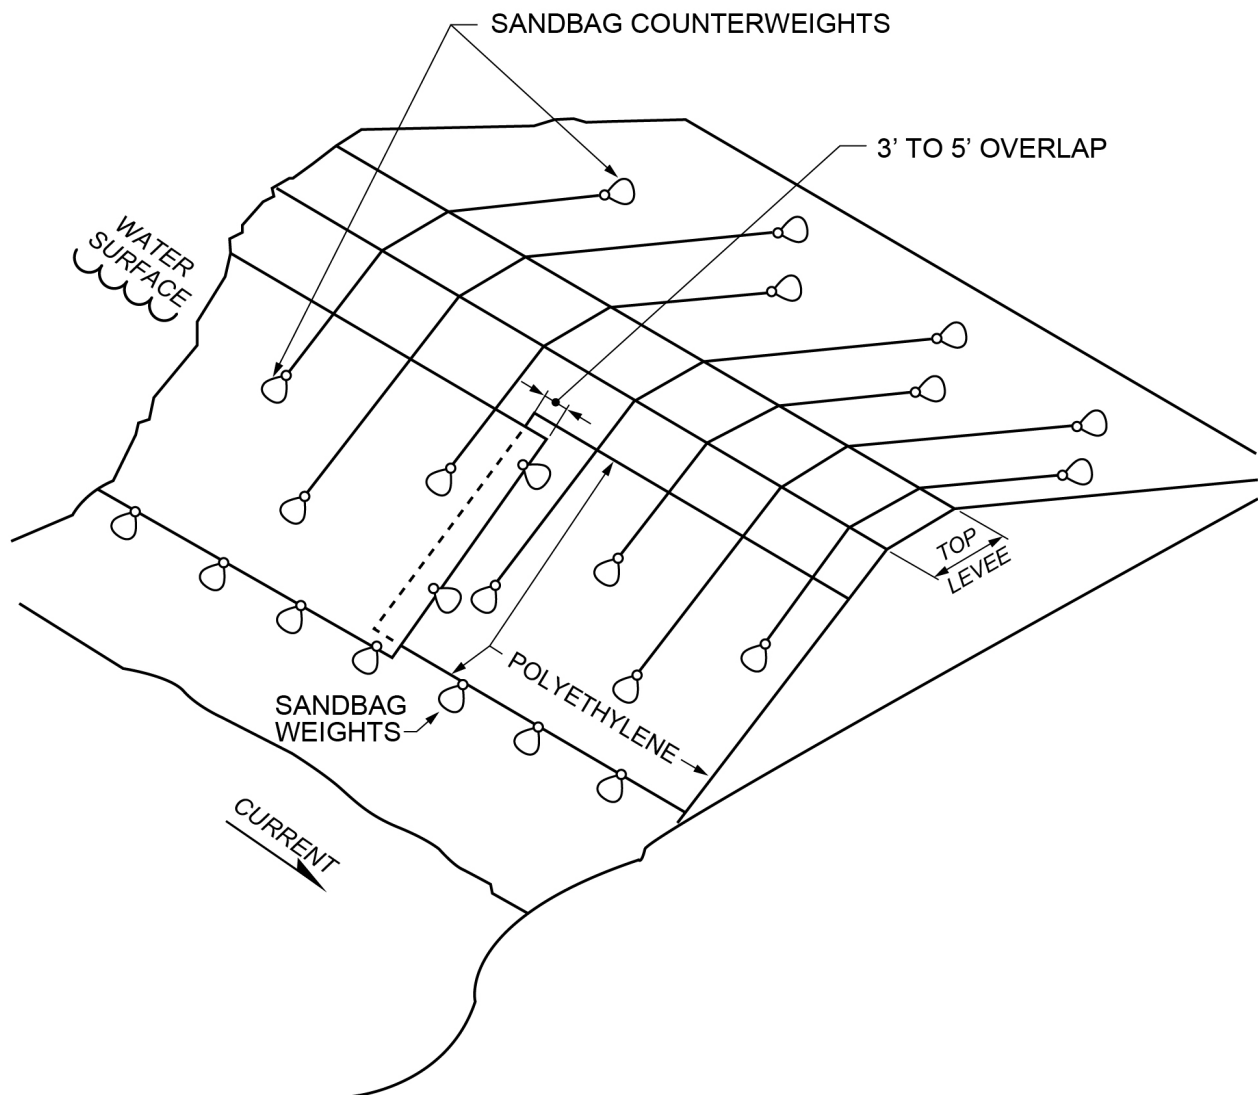 SANDBAG COUNTERWEIGHTS
3’ TO 5’ OVERLAP
WATER
SURFACE
TOP
LEVEE
POLYETHYLENE
SANDBAG
WEIGHTS
CURRENT